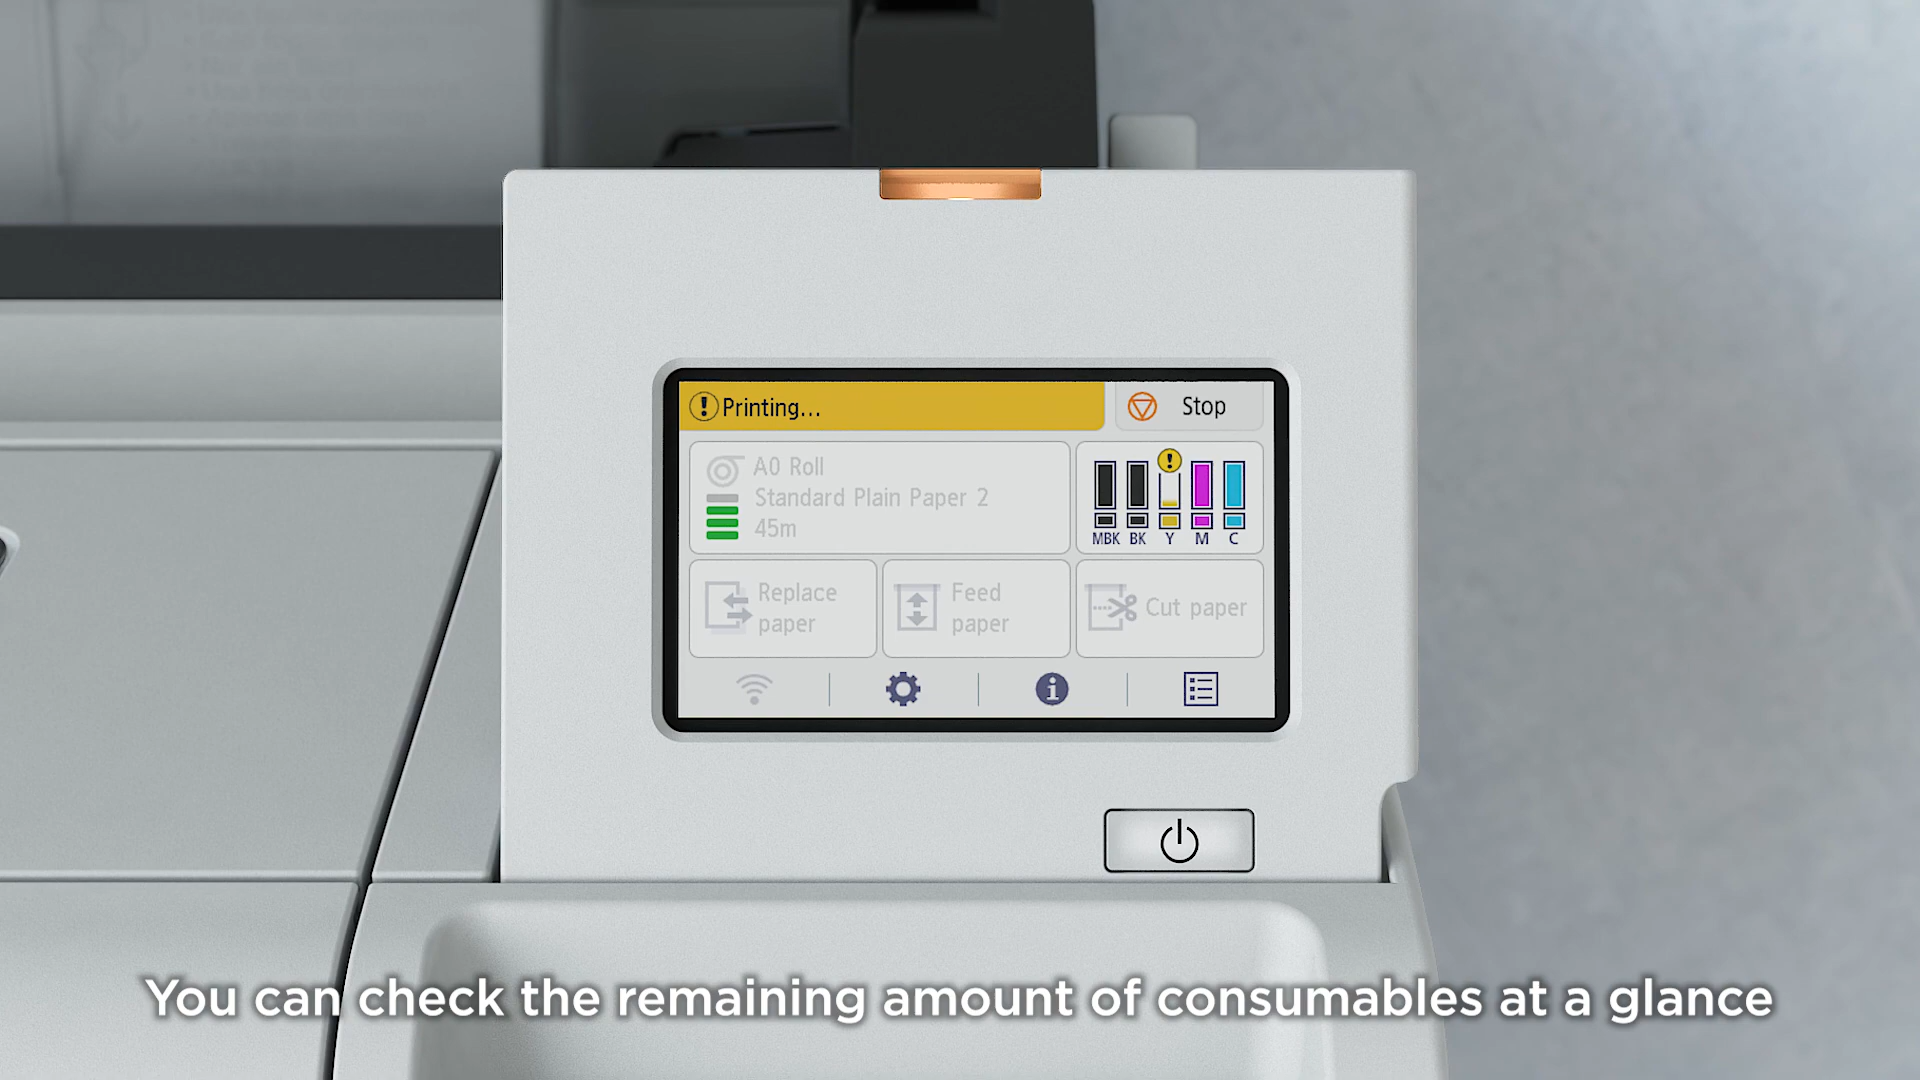 Printing...
Stop
A0 Roll
Standard Plain Paper 2
45m
MBK BK Y M C
Replace
paper
Feed
paper
Cut paper
You can check the remaining amount of consumables at a glance